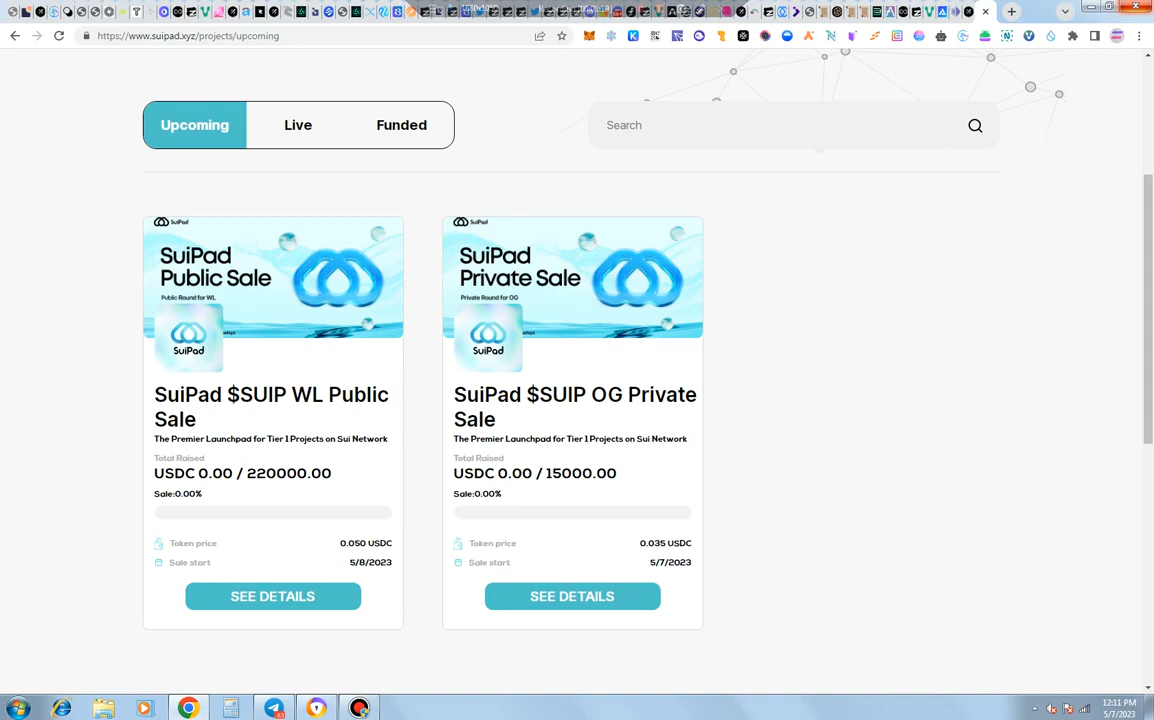 https://www.suipad.xyz/projects/upcoming
Upcoming
Live
Funded
Search
SuiPad
SuiPad
Public Sale
Public Round for WL
SuiPad
SuiPad $SUIP WL Public
Sale
The Premier Launchpad for Tier 1 Projects on Sui Network
Total Raised
USDC 0.00 / 220000.00
Sale:0.00%
Token price
0.050 USDC
Sale start
5/8/2023
SEE DETAILS
SuiPad
SuiPad
Private Sale
Private Round for OG
SuiPad
SuiPad $SUIP OG Private
Sale
The Premier Launchpad for Tier 1 Projects on Sui Network
Total Raised
USDC 0.00 / 15000.00
Sale:0.00%
Token price
0.035 USDC
Sale start
5/7/2023
SEE DETAILS
12:11 PM
5/7/2023